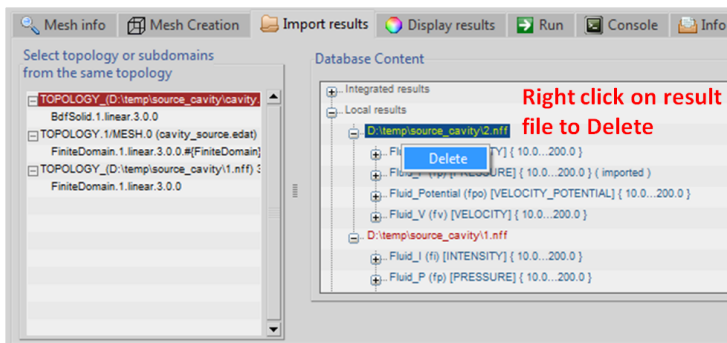 Mesh info
Mesh Creation
Import results
Display results
Run
Console
Info
Select topology or subdomains
from the same topology
TOPOLOGY_(D:\temp\source_cavity\cavity.
BdfSolid.1.linear.3.0.0
TOPOLOGY.1/MESH.0 (cavity_source.edat)
FiniteDomain.1.linear.3.0.0.#{FiniteDomain}
TOPOLOGY_(D:\temp\source_cavity\1.nff) 3
FiniteDomain.1.linear.3.0.0
Database Content
Integrated results
Local results
Right click on result
file to Delete
D:\temp\source_cavity\2.nff
{ 10.0...200.0 }
Delete
{ 10.0...200.0 } ( imported )
Fluid_Potential (fpo) [VELOCITY_POTENTIAL] { 10.0...200.0 }
Fluid_V (fv) [VELOCITY] { 10.0...200.0 }
D:\temp\source_cavity\1.nff
Fluid_I (fi) [INTENSITY] { 10.0...200.0 }
Fluid_P (fp) [PRESSURE] { 10.0...200.0 }